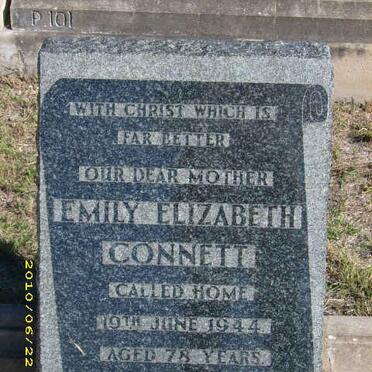 P 101
WITH CHRIST WHICH IS
FAR BETTER
OUR DEAR MOTHER
EMILY ELIZABETH
CONNETT
CALLED HOME
19TH JUNE 1944
AGED 78 YEARS
2010/06/22